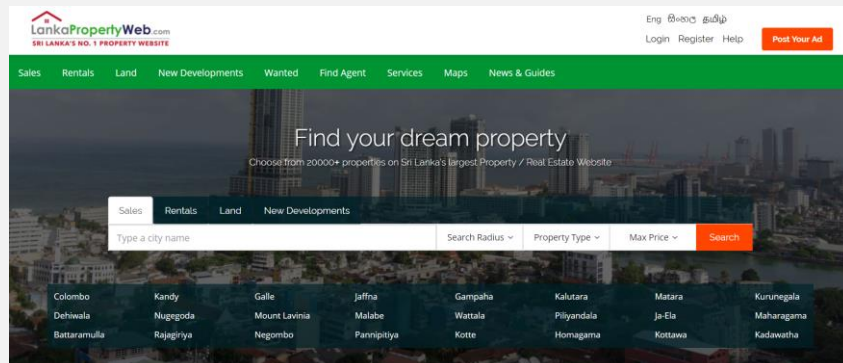 Eng සිංහල தமிழ்
LankaPropertyWeb.com
SRI LANKA'S NO. 1 PROPERTY WEBSITE
Login Register Help Post Your Ad
Sales Rentals Land New Developments Wanted Find Agent Services Maps News & Guides
Find your dream property
Choose from 20000+ properties on Sri Lanka's largest Property / Real Estate Website
Sales Rentals Land New Developments
Type a city name Search Radius Property Type Max Price Search
Colombo Kandy Galle Jaffna Gampaha Kalutara Matara Kurunegala
Dehiwala Nugegoda Mount Lavinia Malabe Wattala Piliyandala Ja-Ela Maharagama
Battaramulla Rajagiriya Negombo Pannipitiya Kotte Homagama Kottawa Kadawatha